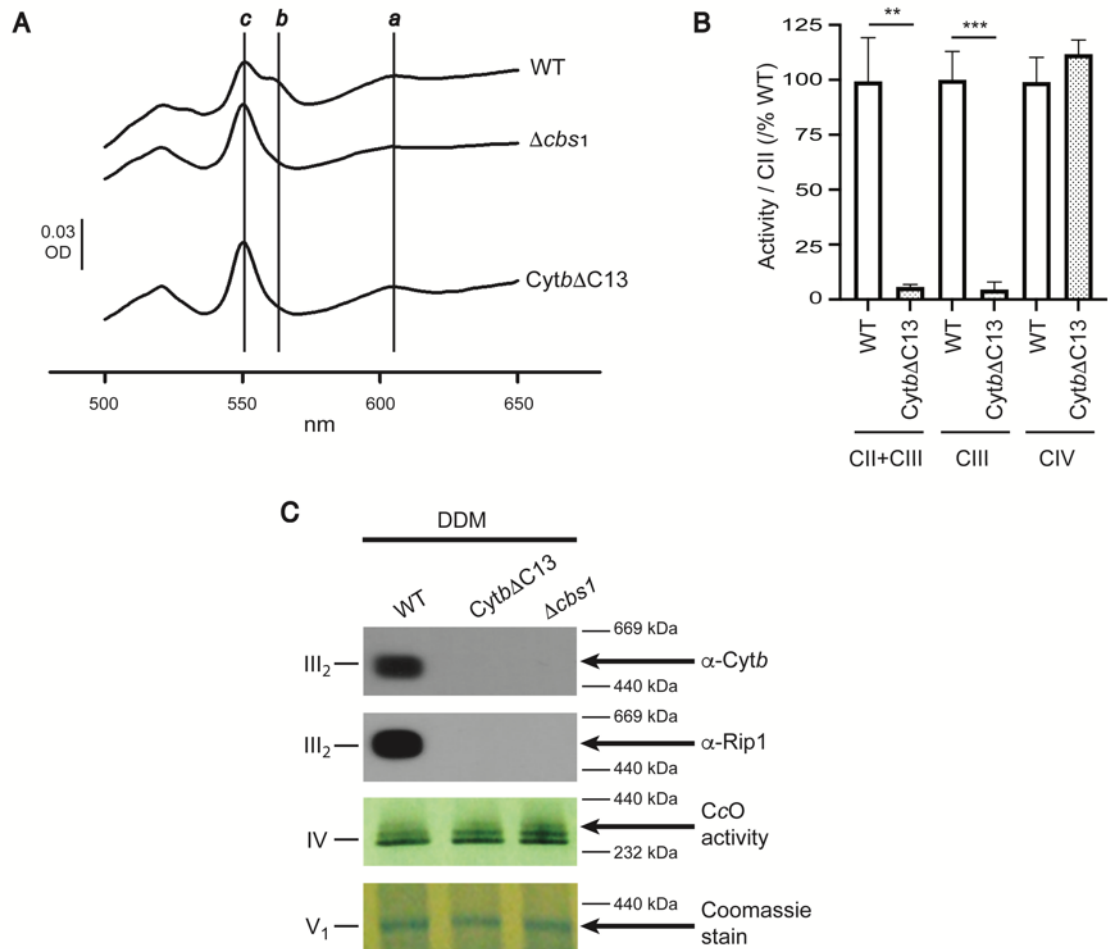 A
c b a
WT
Δcbs1
0.03
OD
CytbΔC13
500 550 600 650
nm
B
Activity / CII (/% WT)
125
100
75
50
25
0
** ***
WT CytbΔC13 WT CytbΔC13 WT CytbΔC13
CII+CIII CIII CIV
C
DDM
WT CytbΔC13 Δcbs1
669 kDa
III₂ α-Cytb
440 kDa
669 kDa
III₂ α-Rip1
440 kDa
440 kDa
CcO
IV activity
232 kDa
440 kDa
Coomassie
V₁ stain